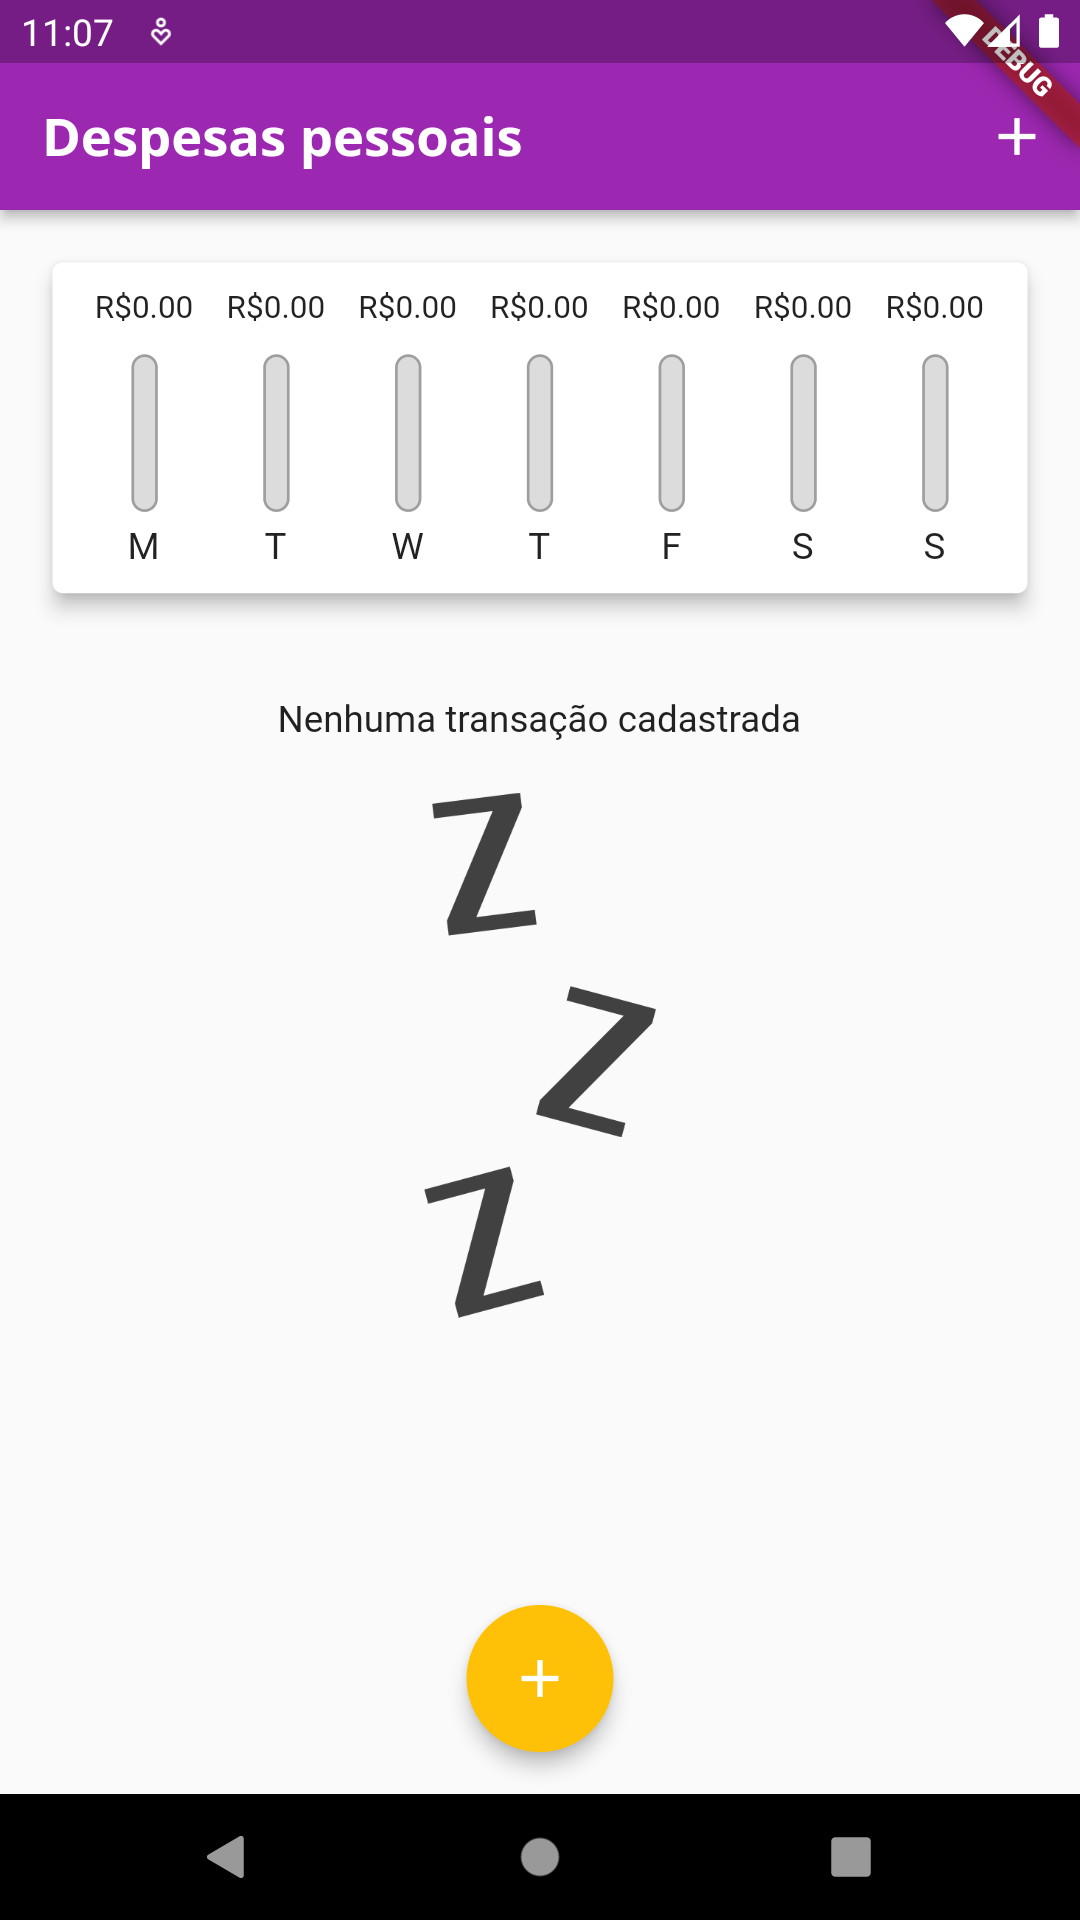 11:07
DEBUG
Despesas pessoais
R$0.00 R$0.00 R$0.00 R$0.00 R$0.00 R$0.00 R$0.00
M T W T F S S
Nenhuma transação cadastrada
Z
Z
Z